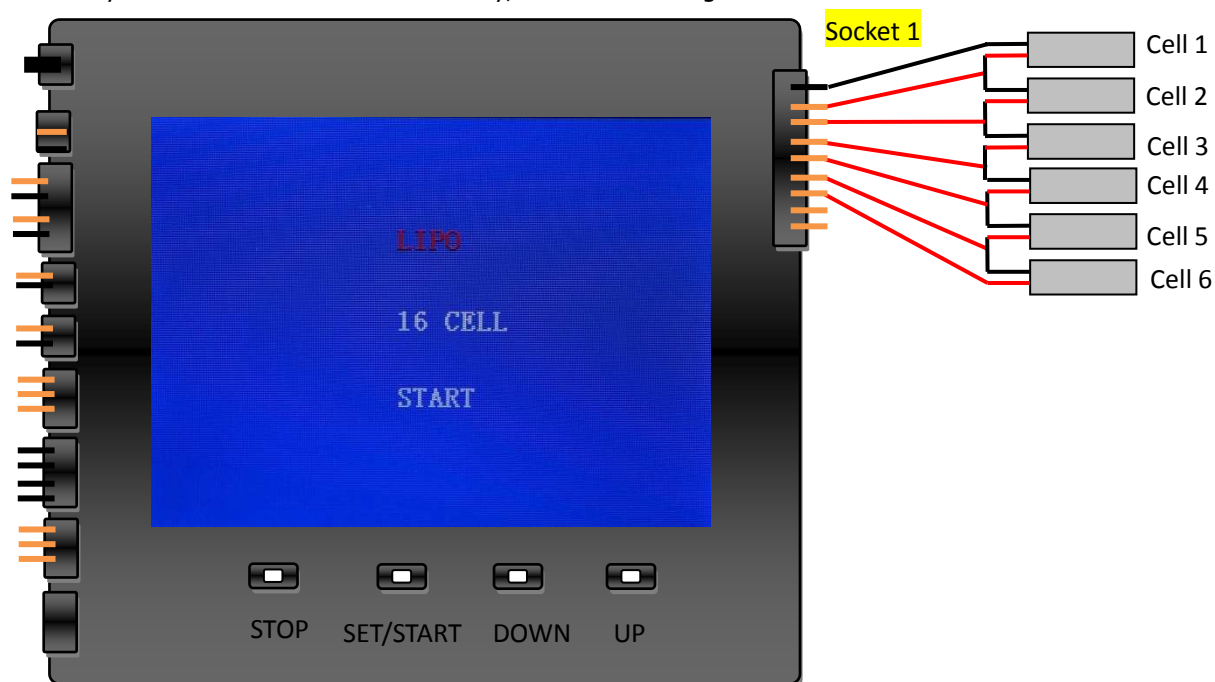 Socket 1
Cell 1
Cell 2
Cell 3
Cell 4
Cell 5
Cell 6
LIPO
16 CELL
START
STOP SET/START DOWN UP